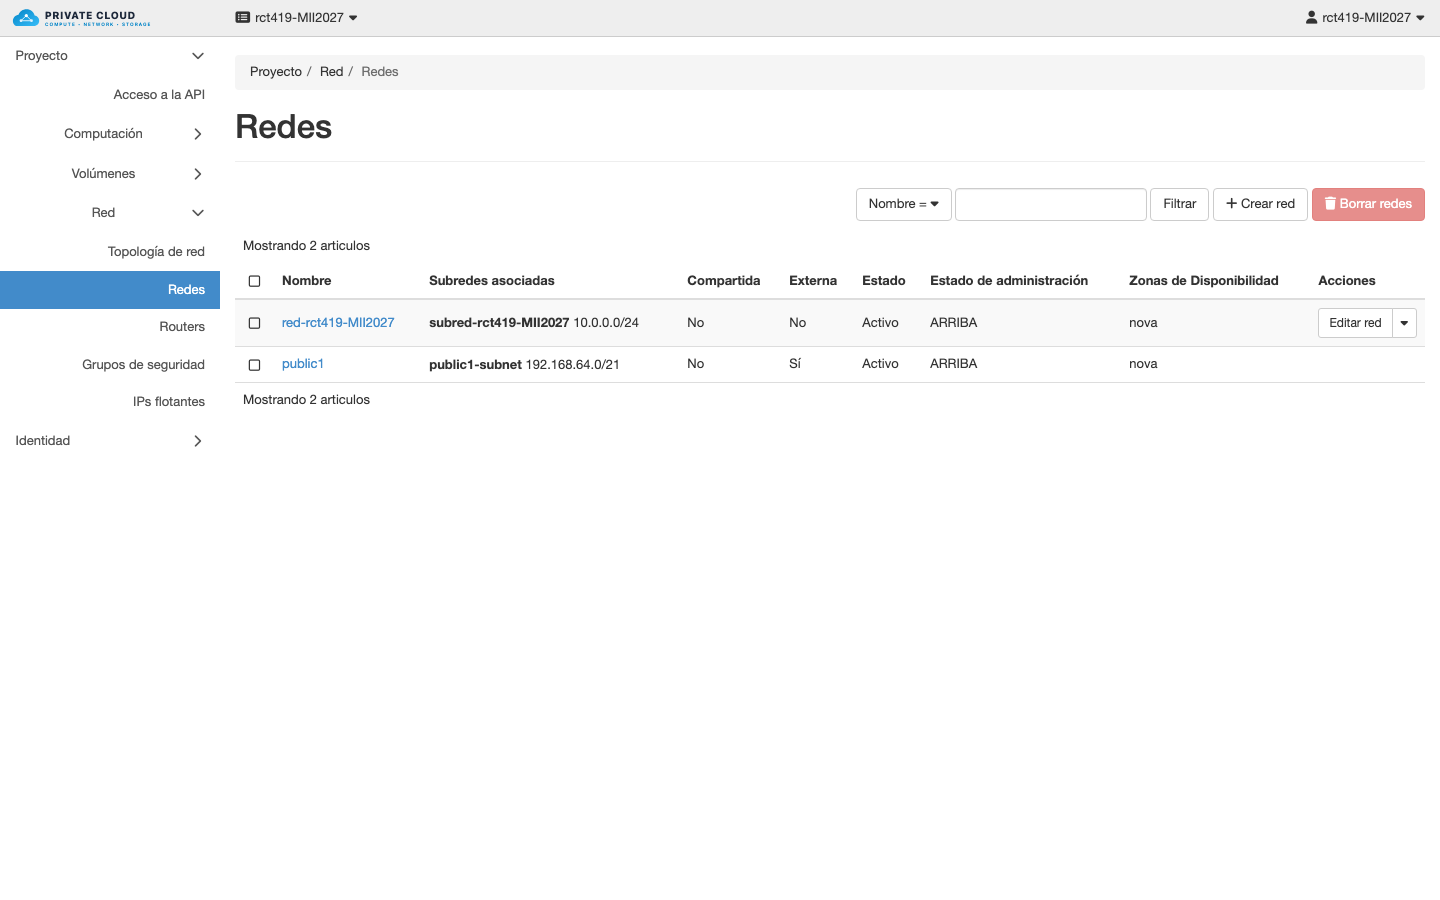 PRIVATE CLOUD
COMPUTE • NETWORK • STORAGE
rct419-MII2027
rct419-MII2027
Proyecto
Acceso a la API
Computación
Volúmenes
Red
Topología de red
Redes
Routers
Grupos de seguridad
IPs flotantes
Identidad
Proyecto / Red / Redes
Redes
Nombre = Filtrar + Crear red Borrar redes
Mostrando 2 articulos
Nombre Subredes asociadas Compartida Externa Estado Estado de administración Zonas de Disponibilidad Acciones
red-rct419-MII2027 subred-rct419-MII2027 10.0.0.0/24 No No Activo ARRIBA nova Editar red
public1 public1-subnet 192.168.64.0/21 No Sí Activo ARRIBA nova
Mostrando 2 articulos